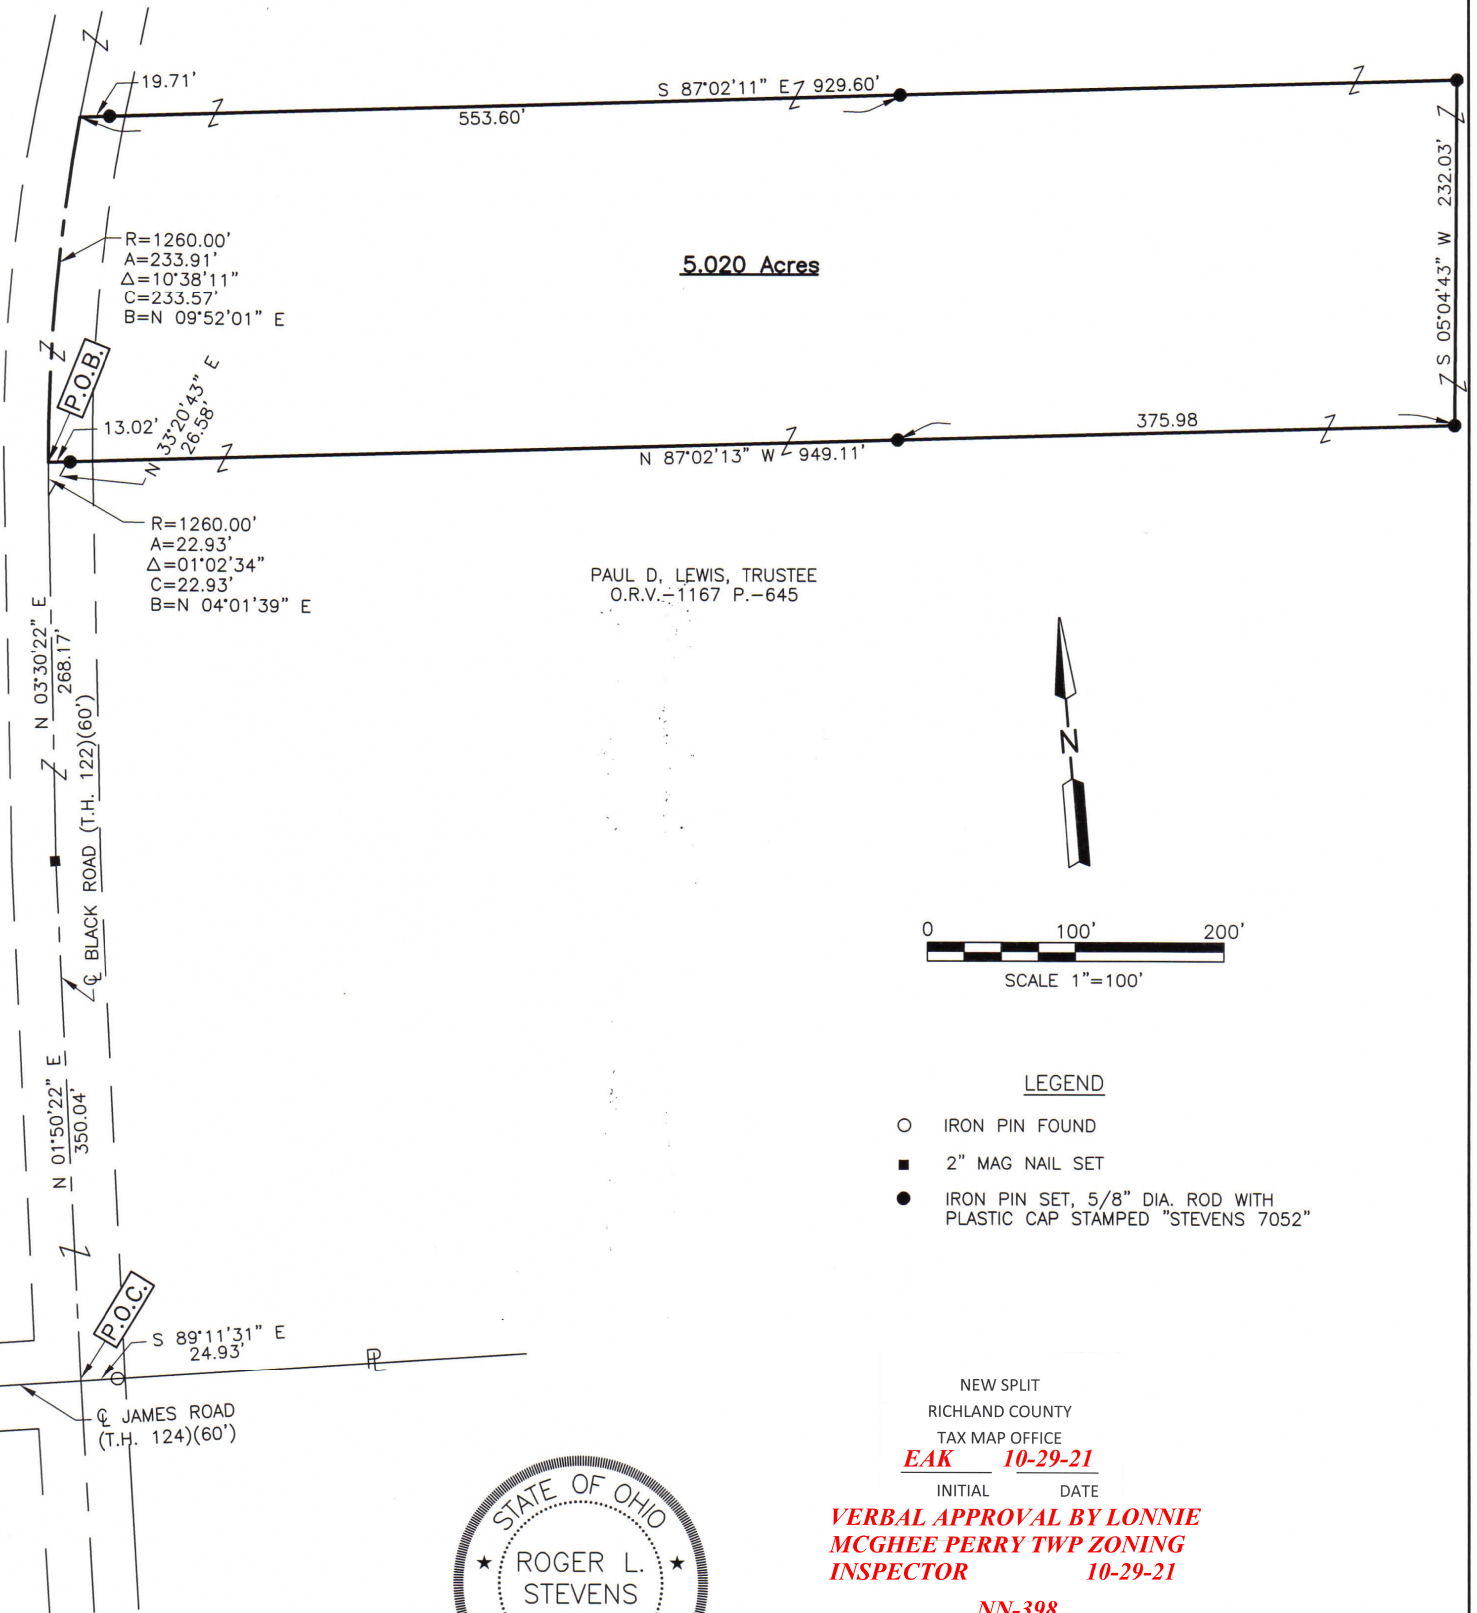 19.71'
S 87°02'11" E 929.60'
553.60'
S 05°04'43" W 232.03'
R=1260.00'
A=233.91'
Δ=10°38'11"
C=233.57'
B=N 09°52'01" E
5.020 Acres
P.O.B.
13.02'
N 33°20'43" E
26.58'
375.98
N 87°02'13" W 949.11'
R=1260.00'
A=22.93'
Δ=01°02'34"
C=22.93'
B=N 04°01'39" E
PAUL D. LEWIS, TRUSTEE
O.R.V.-1167 P.-645
N 03°30'22" E
268.17'
℄ BLACK ROAD (T.H. 122)(60')
N
0 100' 200'
SCALE 1"=100'
N 01°50'22" E
350.04'
LEGEND
IRON PIN FOUND
2" MAG NAIL SET
IRON PIN SET, 5/8" DIA. ROD WITH
PLASTIC CAP STAMPED "STEVENS 7052"
P.O.C.
S 89°11'31" E
24.93'
PL
℄ JAMES ROAD
(T.H. 124)(60')
NEW SPLIT
RICHLAND COUNTY
TAX MAP OFFICE
EAK 10-29-21
INITIAL DATE
VERBAL APPROVAL BY LONNIE
MCGHEE PERRY TWP ZONING
INSPECTOR 10-29-21
NN-398
STATE OF OHIO
ROGER L.
STEVENS